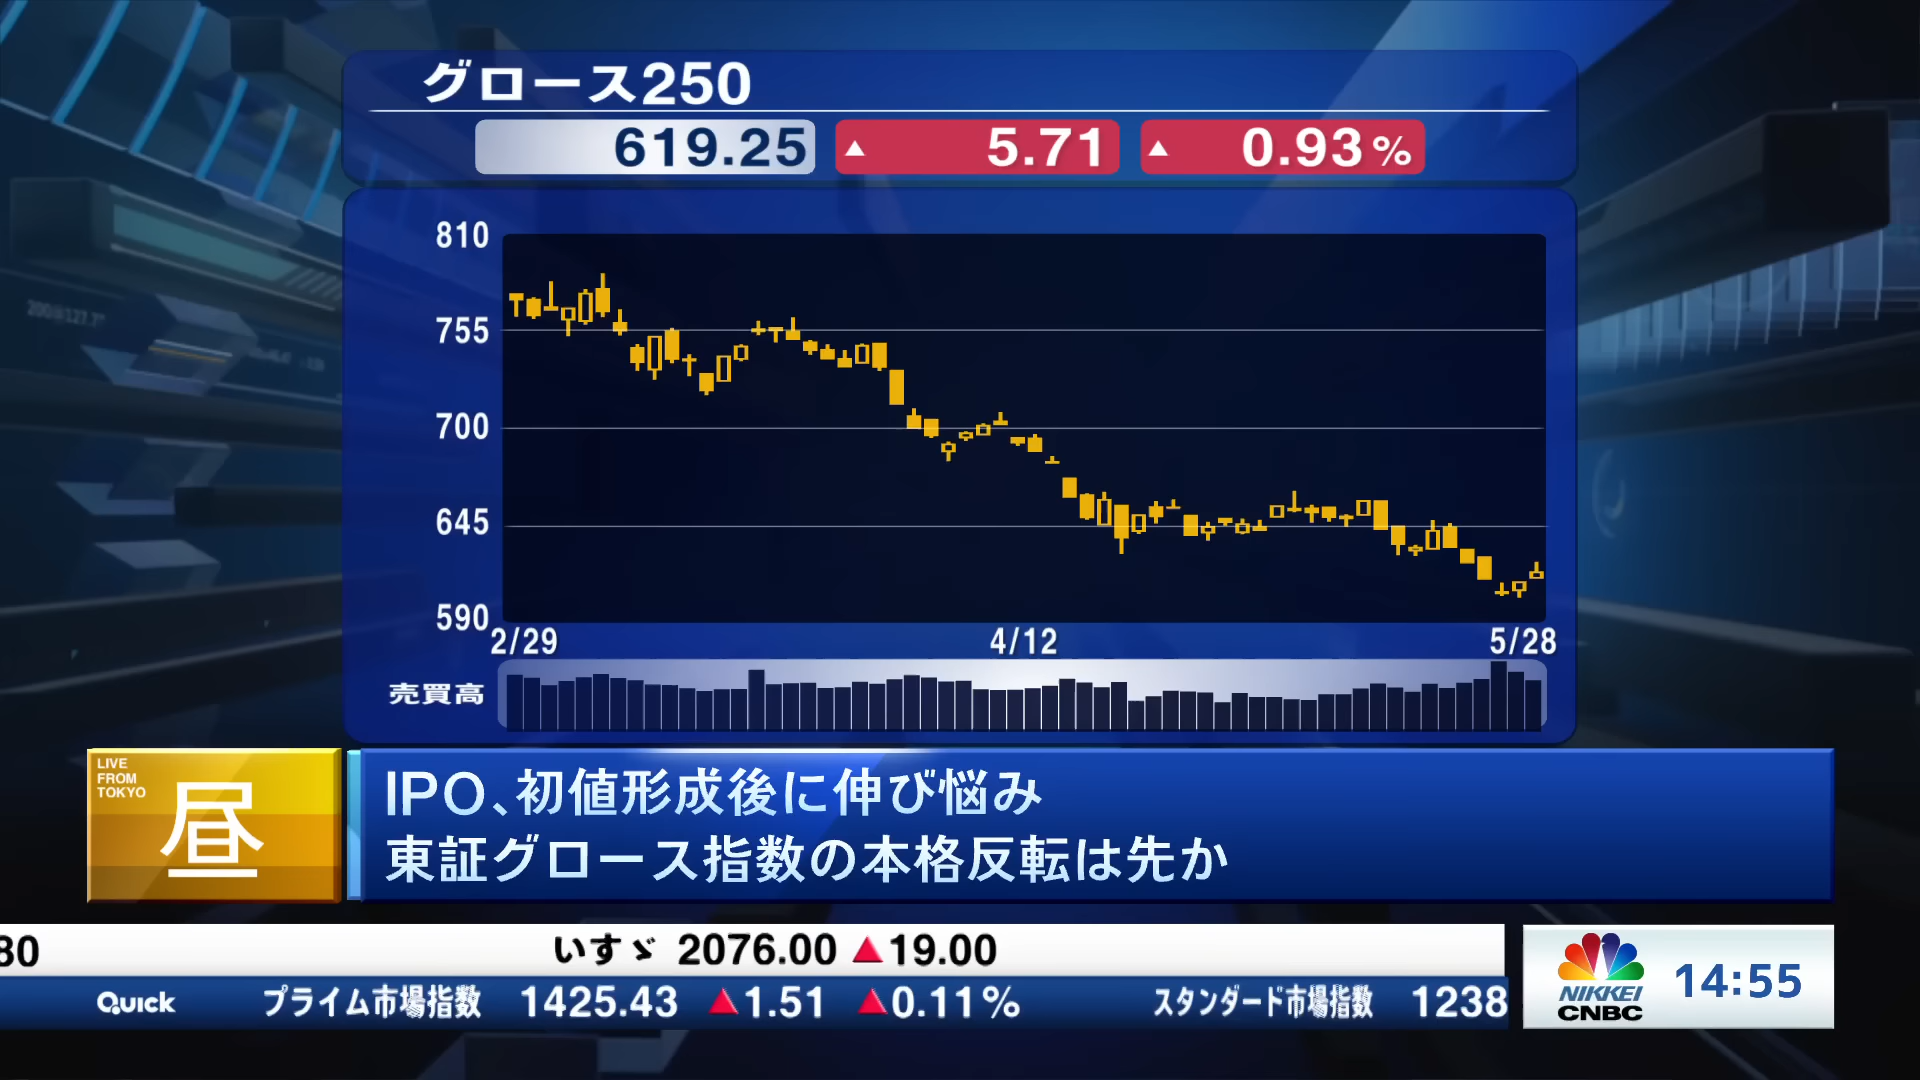 グロース250
619.25 ▲ 5.71 ▲ 0.93%
810
755
700
645
590
2/29 4/12 5/28
売買高
LIVE
FROM
TOKYO
昼
IPO、初値形成後に伸び悩み
東証グロース指数の本格反転は先か
80 いすゞ 2076.00 ▲19.00
QUICK プライム市場指数 1425.43 ▲1.51 ▲0.11% スタンダード市場指数 1238
NIKKEI
CNBC
14:55